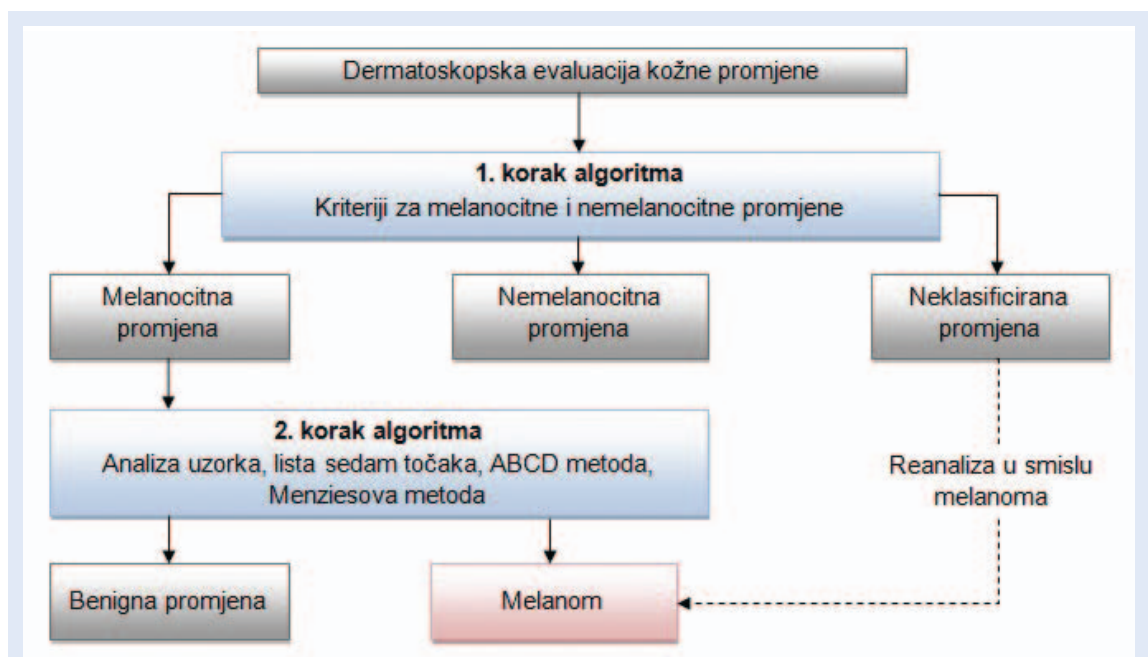 Dermatoskopska evaluacija kožne promjene
1. korak algoritma
Kriteriji za melanocitne i nemelanocitne promjene
Melanocitna
promjena
Nemelanocitna
promjena
Neklasificirana
promjena
2. korak algoritma
Analiza uzorka, lista sedam točaka, ABCD metoda,
Menziesova metoda
Reanaliza u smislu
melanoma
Benigna promjena
Melanom